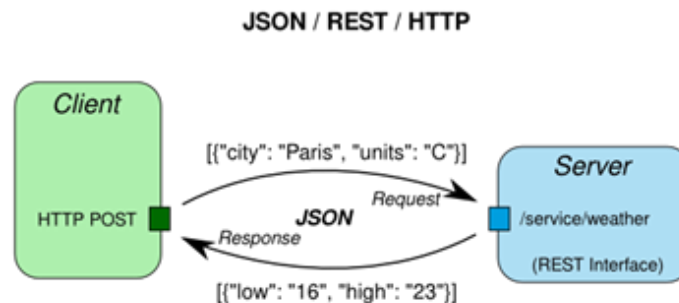 JSON / REST / HTTP
Client
[{"city": "Paris", "units": "C"}]
Server
Request
HTTP POST
JSON
/service/weather
Response
(REST Interface)
[{"low": "16", "high": "23"}]